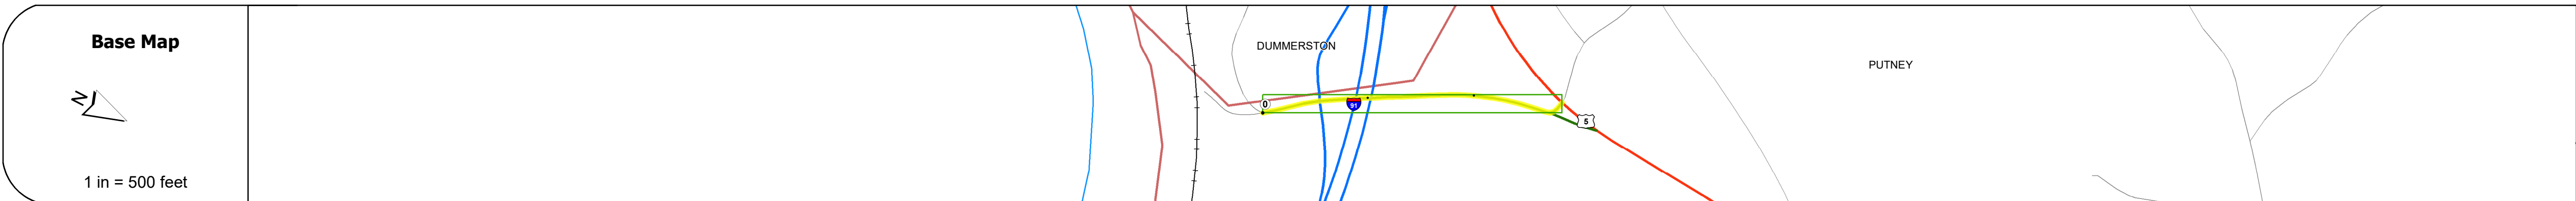 Base Map
N
1 in = 500 feet
DUMMERSTON
0
91
5
PUTNEY